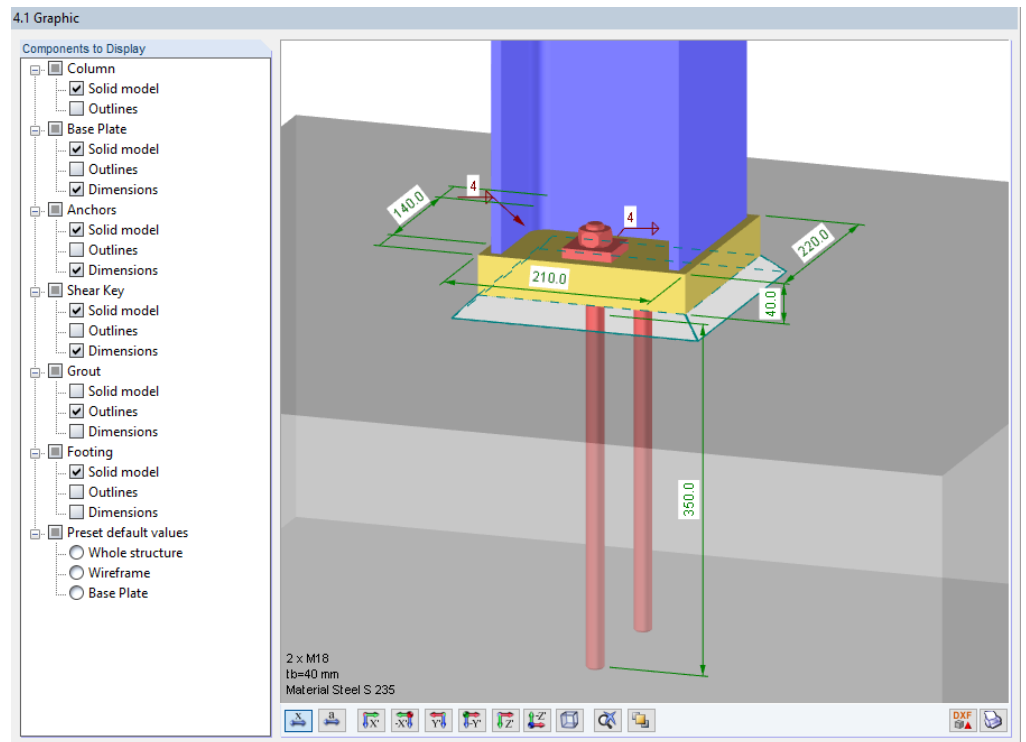 4.1 Graphic
Components to Display
Column
Solid model
Outlines
Base Plate
Solid model
Outlines
Dimensions
Anchors
Solid model
Outlines
Dimensions
Shear Key
Solid model
Outlines
Dimensions
Grout
Solid model
Outlines
Dimensions
Footing
Solid model
Outlines
Dimensions
Preset default values
Whole structure
Wireframe
Base Plate
4
140.0
4
220.0
210.0
40.0
350.0
2 x M18
tb=40 mm
Material Steel S 235
x
a
X'
-X'
Y'
-Y'
Z'
-Z'
DXF